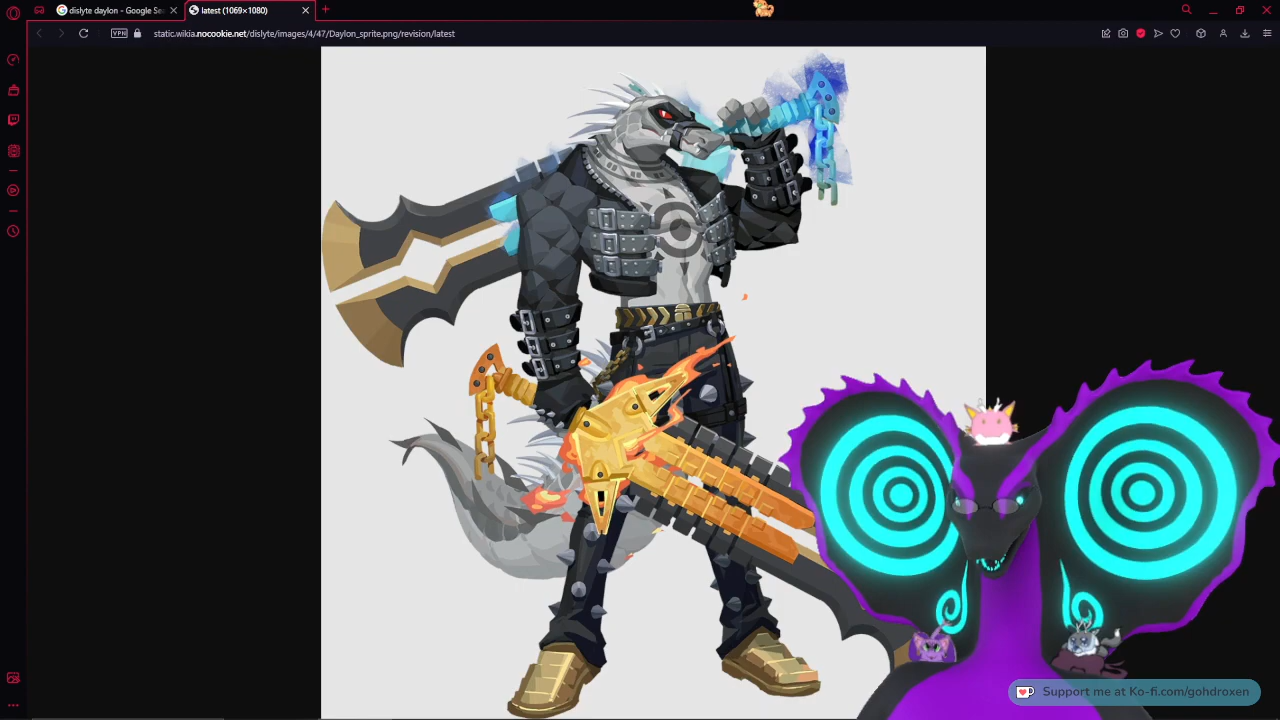 dislyte daylon - Google Se
latest (1069×1080)
VPN
static.wikia.nocookie.net/dislyte/images/4/47/Daylon_sprite.png/revision/latest
Support me at Ko-fi.com/gohdroxen